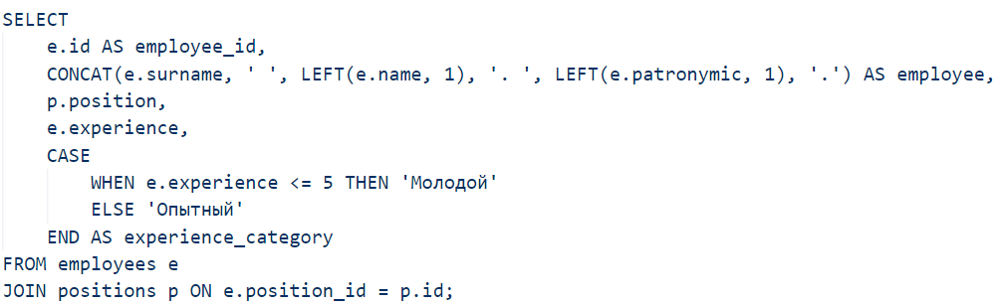 SELECT
    e.id AS employee_id,
    CONCAT(e.surname, ' ', LEFT(e.name, 1), '. ', LEFT(e.patronymic, 1), '.') AS employee,
    p.position,
    e.experience,
    CASE
        WHEN e.experience <= 5 THEN 'Молодой'
        ELSE 'Опытный'
    END AS experience_category
FROM employees e
JOIN positions p ON e.position_id = p.id;